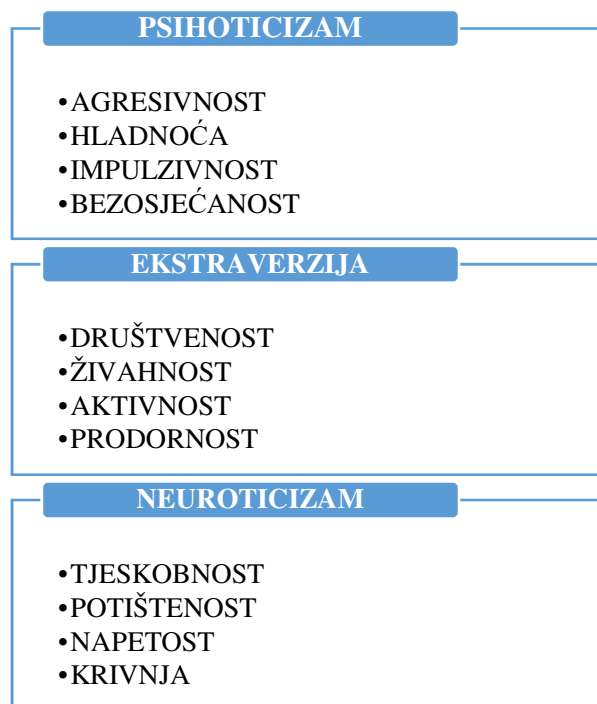 PSIHOTICIZAM
•AGRESIVNOST
•HLADNOĆA
•IMPULZIVNOST
•BEZOSJEĆANOST
EKSTRAVERZIJA
•DRUŠTVENOST
•ŽIVAHNOST
•AKTIVNOST
•PRODORNOST
NEUROTICIZAM
•TJESKOBNOST
•POTIŠTENOST
•NAPETOST
•KRIVNJA